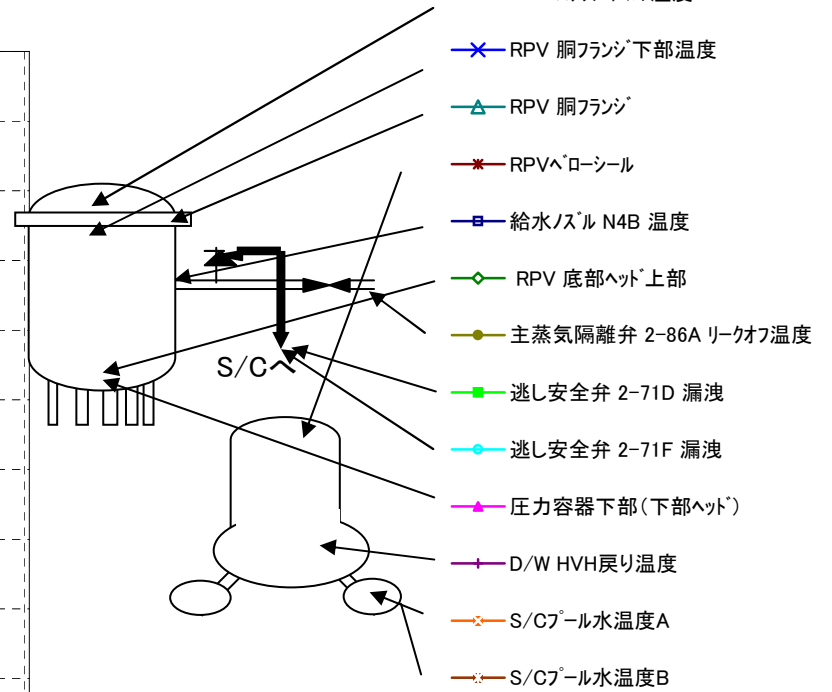 温度
RPV 胴フランジ下部温度
RPV 胴フランジ
RPVベローシール
給水ノズル N4B 温度
RPV 底部ヘッド上部
主蒸気隔離弁 2-86A リークオフ温度
S/Cへ
逃し安全弁 2-71D 漏洩
逃し安全弁 2-71F 漏洩
圧力容器下部(下部ヘッド)
D/W HVH戻り温度
S/Cプール水温度A
S/Cプール水温度B